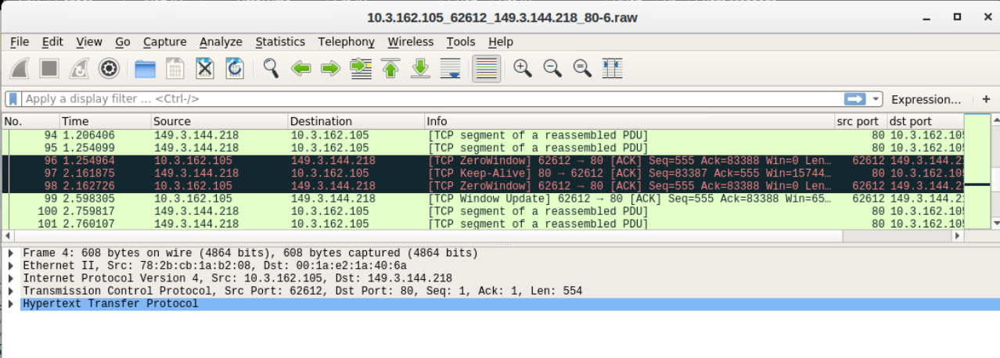 10.3.162.105_62612_149.3.144.218_80-6.raw
File Edit View Go Capture Analyze Statistics Telephony Wireless Tools Help
Apply a display filter … <Ctrl-/> Expression… +
No. Time Source Destination Info src port dst port
94 1.206406 149.3.144.218 10.3.162.105 [TCP segment of a reassembled PDU] 80 10.3.162.105
95 1.254099 149.3.144.218 10.3.162.105 [TCP segment of a reassembled PDU] 80 10.3.162.105
96 1.254964 10.3.162.105 149.3.144.218 [TCP ZeroWindow] 62612 → 80 [ACK] Seq=555 Ack=83388 Win=0 Len… 62612 149.3.144.2
97 2.161875 149.3.144.218 10.3.162.105 [TCP Keep-Alive] 80 → 62612 [ACK] Seq=83387 Ack=555 Win=15744… 80 10.3.162.105
98 2.162726 10.3.162.105 149.3.144.218 [TCP ZeroWindow] 62612 → 80 [ACK] Seq=555 Ack=83388 Win=0 Len… 62612 149.3.144.2
99 2.598305 10.3.162.105 149.3.144.218 [TCP Window Update] 62612 → 80 [ACK] Seq=555 Ack=83388 Win=65… 62612 149.3.144.2
100 2.759817 149.3.144.218 10.3.162.105 [TCP segment of a reassembled PDU] 80 10.3.162.105
101 2.760107 149.3.144.218 10.3.162.105 [TCP segment of a reassembled PDU] 80 10.3.162.105
Frame 4: 608 bytes on wire (4864 bits), 608 bytes captured (4864 bits)
Ethernet II, Src: 78:2b:cb:1a:b2:08, Dst: 00:1a:e2:1a:40:6a
Internet Protocol Version 4, Src: 10.3.162.105, Dst: 149.3.144.218
Transmission Control Protocol, Src Port: 62612, Dst Port: 80, Seq: 1, Ack: 1, Len: 554
Hypertext Transfer Protocol